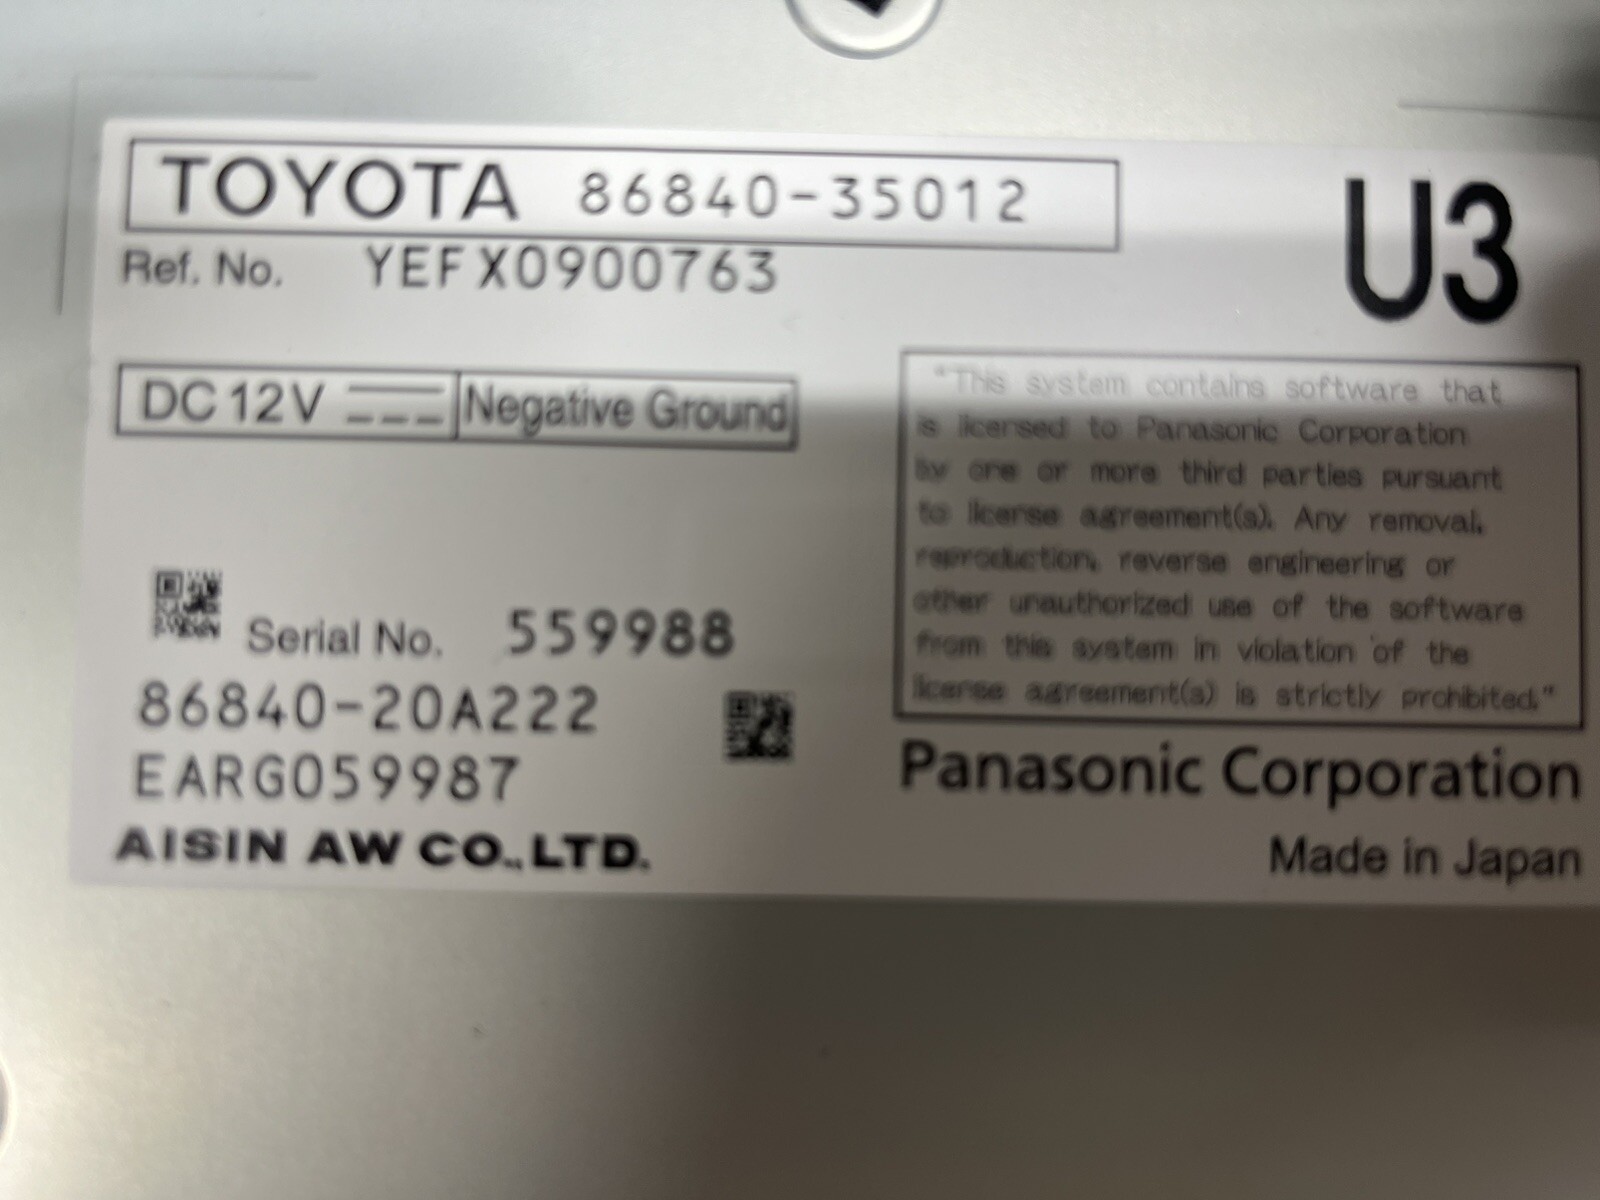 TOYOTA 86840-35012
U3
Ref. No. YEFX0900763
DC 12V Negative Ground
"This system contains software that
is licensed to Panasonic Corporation
by one or more third parties pursuant
to license agreement(s). Any removal,
reproduction, reverse engineering or
other unauthorized use of the software
from this system in violation of the
license agreement(s) is strictly prohibited."
Serial No. 559988
86840-20A222
EARG059987
AISIN AW CO.,LTD.
Panasonic Corporation
Made in Japan